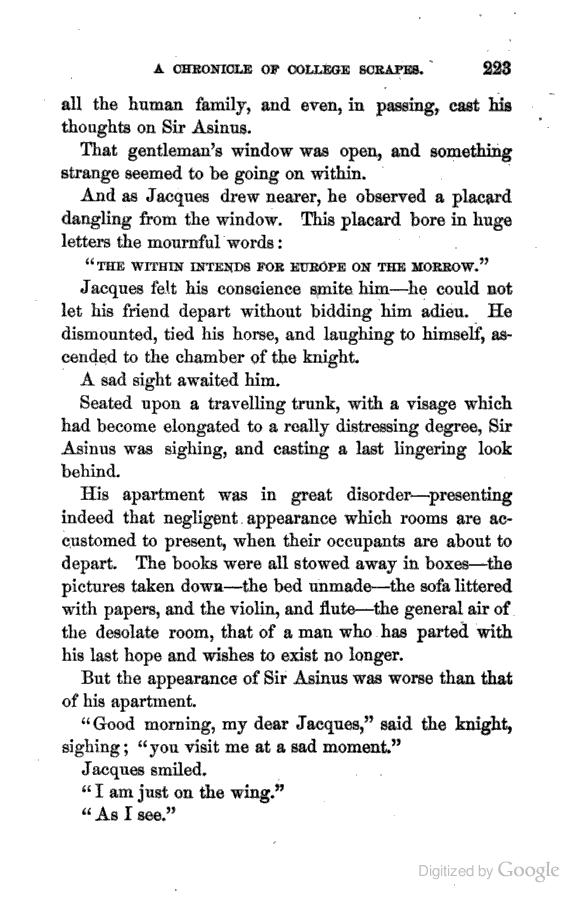 A CHRONICLE OF COLLEGE SCRAPES. 223
all the human family, and even, in passing, cast his
thoughts on Sir Asinus.
That gentleman's window was open, and something
strange seemed to be going on within.
And as Jacques drew nearer, he observed a placard
dangling from the window. This placard bore in huge
letters the mournful words:
"THE WITHIN INTENDS FOR EUROPE ON THE MORROW."
Jacques felt his conscience smite him—he could not
let his friend depart without bidding him adieu. He
dismounted, tied his horse, and laughing to himself, as-
cended to the chamber of the knight.
A sad sight awaited him.
Seated upon a travelling trunk, with a visage which
had become elongated to a really distressing degree, Sir
Asinus was sighing, and casting a last lingering look
behind.
His apartment was in great disorder—presenting
indeed that negligent appearance which rooms are ac-
customed to present, when their occupants are about to
depart. The books were all stowed away in boxes—the
pictures taken down—the bed unmade—the sofa littered
with papers, and the violin, and flute—the general air of
the desolate room, that of a man who has parted with
his last hope and wishes to exist no longer.
But the appearance of Sir Asinus was worse than that
of his apartment.
"Good morning, my dear Jacques," said the knight,
sighing; "you visit me at a sad moment."
Jacques smiled.
"I am just on the wing."
"As I see."
Digitized by Google